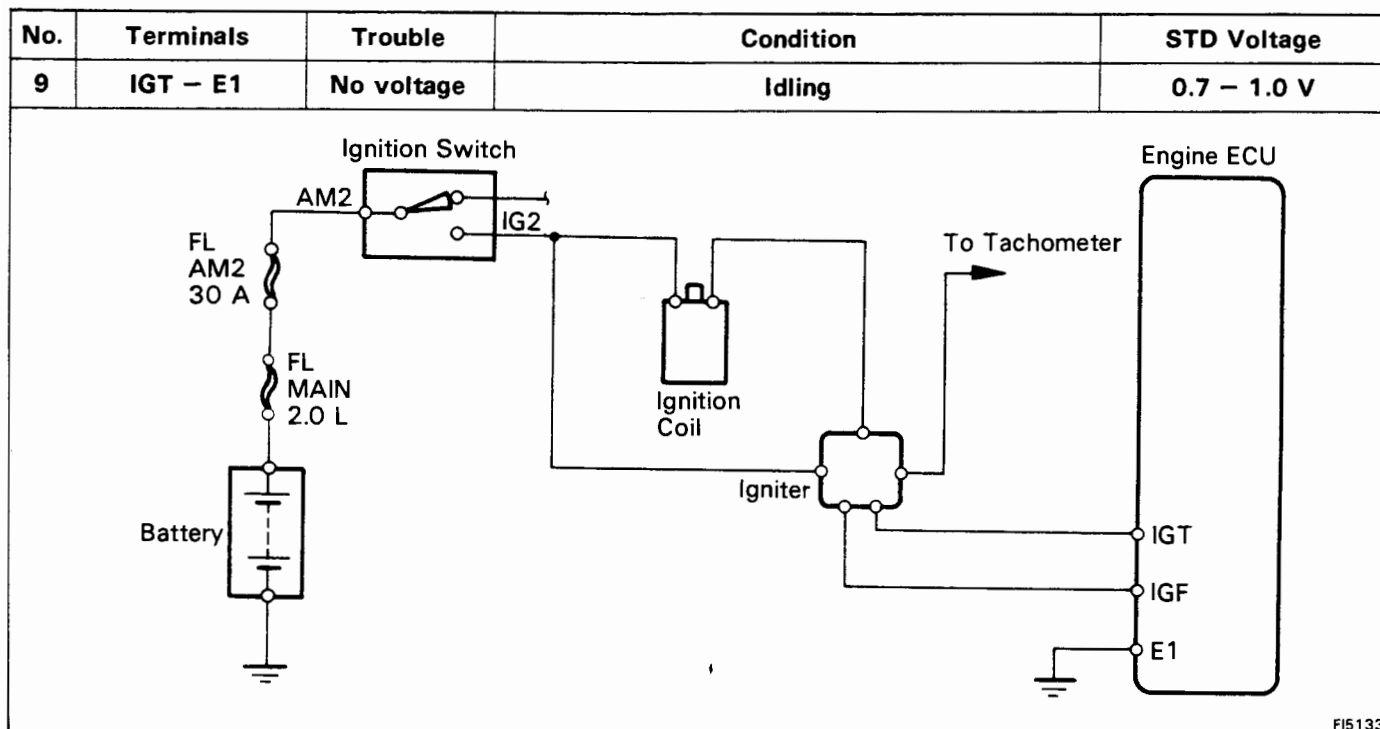 No. Terminals Trouble Condition STD Voltage
9 IGT – E1 No voltage Idling 0.7 – 1.0 V
Ignition Switch
Engine ECU
AM2
IG2
FL
AM2
30 A
To Tachometer
FL
MAIN
2.0 L
Ignition
Coil
Igniter
Battery
IGT
IGF
E1
FI5133